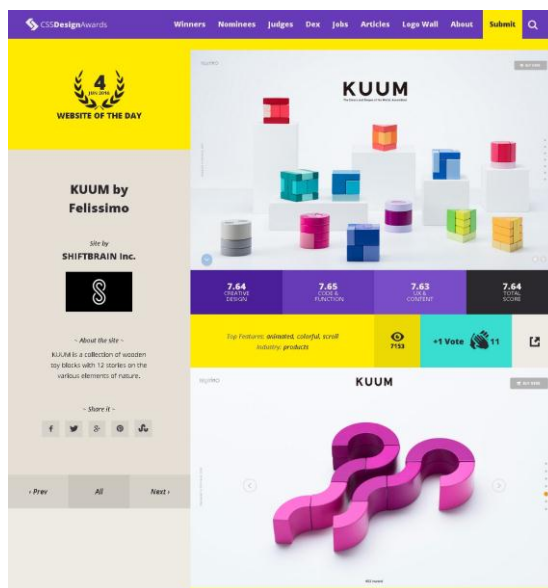 CSSDesignAwards
Winners Nominees Judges Dex Jobs Articles Logo Wall About Submit
4
JUN 2016
WEBSITE OF THE DAY
KUUM by
Felissimo
Site by
SHIFTBRAIN Inc.
~ About the site ~
KUUM is a collection of wooden
toy blocks with 12 stories on the
various elements of nature.
~ Share it ~
‹ Prev All Next ›
KUUM
7.64
CREATIVE
DESIGN
7.65
CODE &
FUNCTION
7.63
UX &
CONTENT
7.64
TOTAL
SCORE
Top Features: animated, colorful, scroll
Industry: products
7153
+1 Vote 11
KUUM